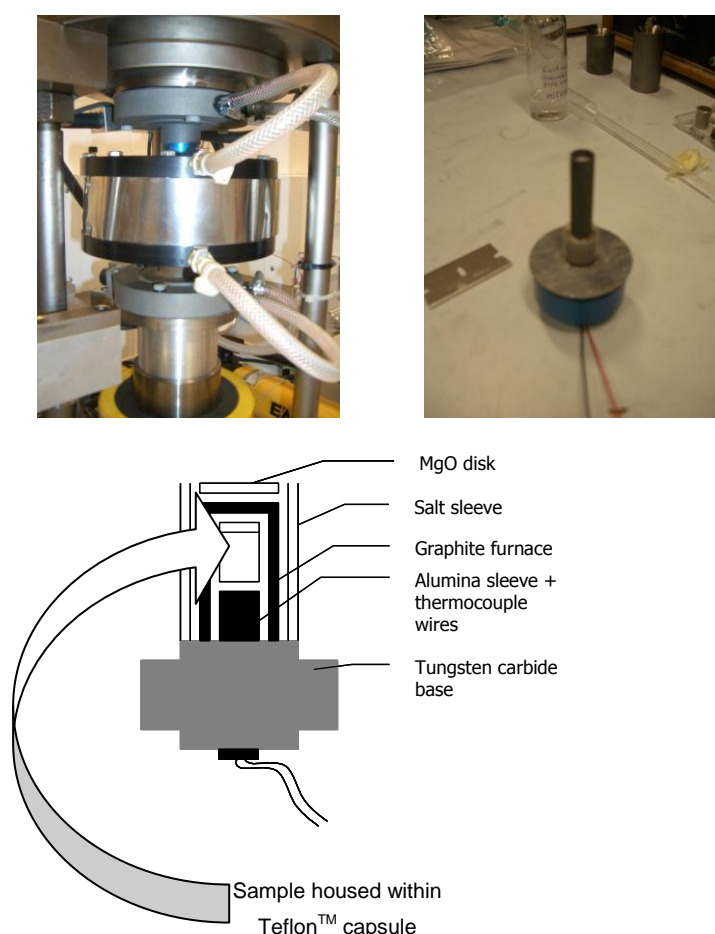 MgO disk
Salt sleeve
Graphite furnace
Alumina sleeve +
thermocouple
wires
Tungsten carbide
base
Sample housed within
Teflon™ capsule